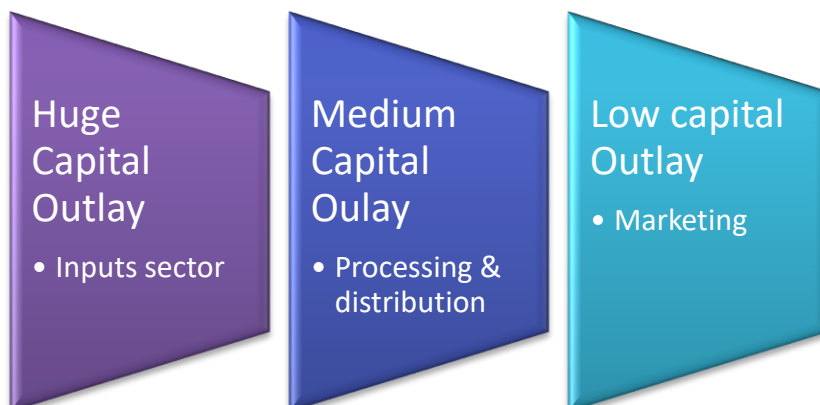 Huge
Capital
Outlay
• Inputs sector
Medium
Capital
Oulay
• Processing &
distribution
Low capital
Outlay
• Marketing